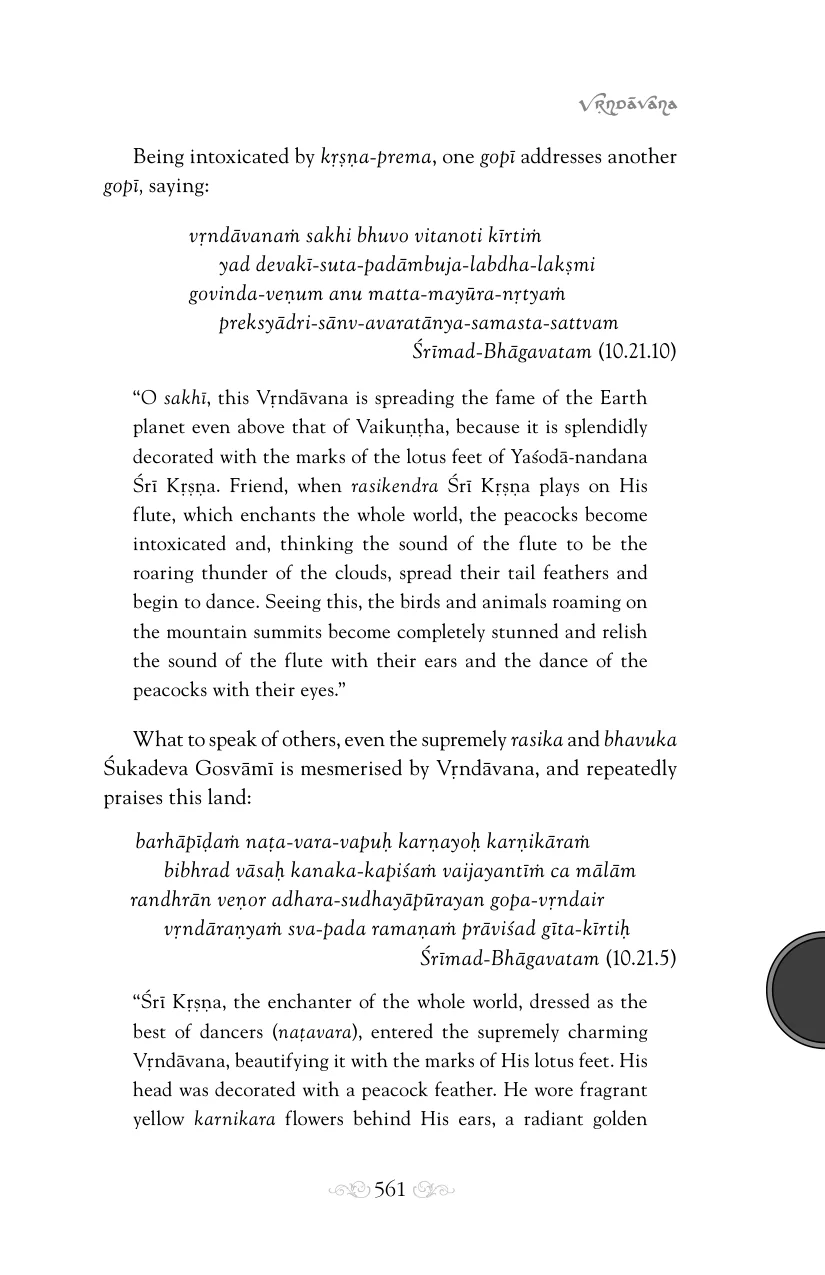 Vṛndāvana
Being intoxicated by kṛṣṇa-prema, one gopī addresses another
gopī, saying:
vṛndāvanaṁ sakhi bhuvo vitanoti kīrtiṁ
yad devakī-suta-padāmbuja-labdha-lakṣmi
govinda-veṇum anu matta-mayūra-nṛtyaṁ
preksyādri-sānv-avaratānya-samasta-sattvam
Śrīmad-Bhāgavatam (10.21.10)
“O sakhī, this Vṛndāvana is spreading the fame of the Earth
planet even above that of Vaikuṇṭha, because it is splendidly
decorated with the marks of the lotus feet of Yaśodā-nandana
Śrī Kṛṣṇa. Friend, when rasikendra Śrī Kṛṣṇa plays on His
flute, which enchants the whole world, the peacocks become
intoxicated and, thinking the sound of the flute to be the
roaring thunder of the clouds, spread their tail feathers and
begin to dance. Seeing this, the birds and animals roaming on
the mountain summits become completely stunned and relish
the sound of the flute with their ears and the dance of the
peacocks with their eyes.”
What to speak of others, even the supremely rasika and bhavuka
Śukadeva Gosvāmī is mesmerised by Vṛndāvana, and repeatedly
praises this land:
barhāpīḍaṁ naṭa-vara-vapuḥ karṇayoḥ karṇikāraṁ
bibhrad vāsaḥ kanaka-kapiśaṁ vaijayantīṁ ca mālām
randhrān veṇor adhara-sudhayāpūrayan gopa-vṛndair
vṛndāraṇyaṁ sva-pada ramaṇaṁ prāviśad gīta-kīrtiḥ
Śrīmad-Bhāgavatam (10.21.5)
“Śrī Kṛṣṇa, the enchanter of the whole world, dressed as the
best of dancers (naṭavara), entered the supremely charming
Vṛndāvana, beautifying it with the marks of His lotus feet. His
head was decorated with a peacock feather. He wore fragrant
yellow karnikara flowers behind His ears, a radiant golden
561